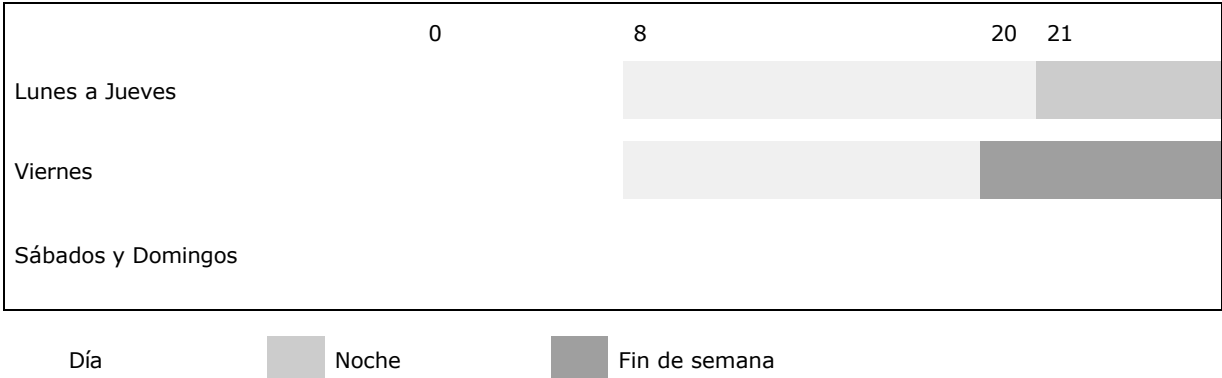 0 8 20 21
Lunes a Jueves
Viernes
Sábados y Domingos
Día Noche Fin de semana